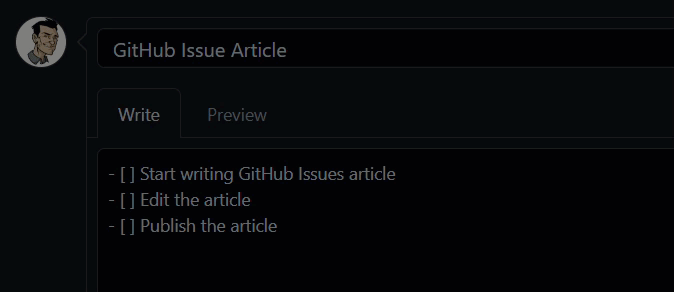 GitHub Issue Article
Write Preview
- [ ] Start writing GitHub Issues article
- [ ] Edit the article
- [ ] Publish the article